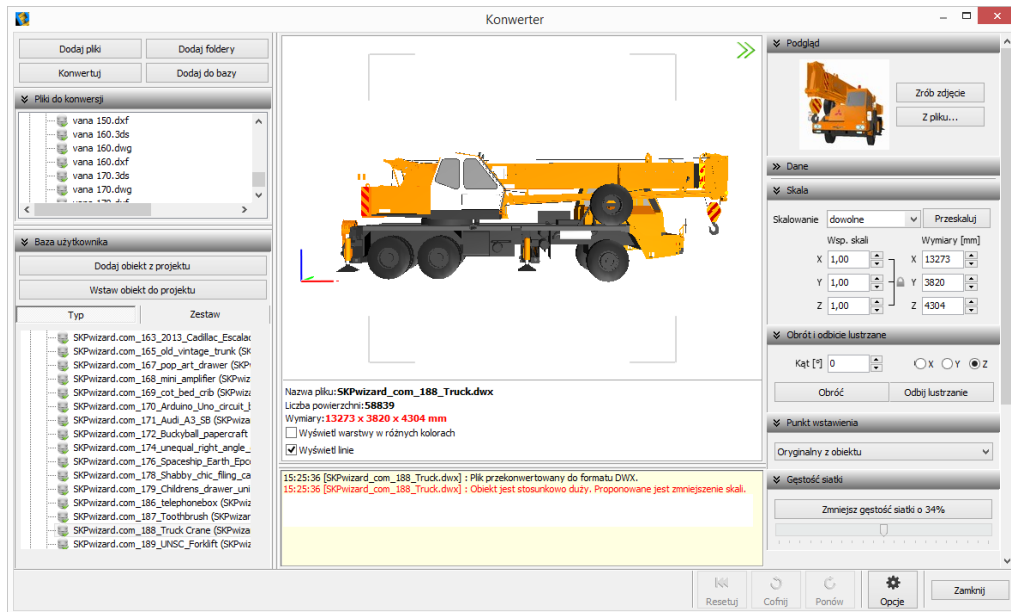 Konwerter
Dodaj pliki
Dodaj foldery
Konwertuj
Dodaj do bazy
Pliki do konwersji
vana 150.dxf
vana 160.3ds
vana 160.dwg
vana 160.dxf
vana 170.3ds
vana 170.dwg
vana 170.dxf
Baza użytkownika
Dodaj obiekt z projektu
Wstaw obiekt do projektu
Typ
Zestaw
SKPwizard.com_163_2013_Cadillac_Escalac
SKPwizard.com_165_old_vintage_trunk (SK
SKPwizard.com_167_pop_art_drawer (SKP
SKPwizard.com_168_mini_amplifier (SKPwiz
SKPwizard.com_169_cot_bed_crib (SKPwiza
SKPwizard.com_170_Arduino_Uno_circuit_b
SKPwizard.com_171_Audi_A3_SB (SKPwiza
SKPwizard.com_172_Buckyball_papercraft
SKPwizard.com_174_unequal_right_angle_
SKPwizard.com_176_Spaceship_Earth_Epc
SKPwizard.com_178_Shabby_chic_filing_ca
SKPwizard.com_179_Childrens_drawer_uni
SKPwizard.com_186_telephonebox (SKPwiz
SKPwizard.com_187_Toothbrush (SKPwizar
SKPwizard.com_188_Truck Crane (SKPwiza
SKPwizard.com_189_UNSC_Forklift (SKPwiz
Nazwa pliku:SKPwizard_com_188_Truck.dwx
Liczba powierzchni:58839
Wymiary:13273 x 3820 x 4304 mm
Wyświetl warstwy w różnych kolorach
Wyświetl linie
15:25:36 [SKPwizard_com_188_Truck.dwx] : Plik przekonwertowany do formatu DWX.
15:25:36 [SKPwizard_com_188_Truck.dwx] : Obiekt jest stosunkowo duży. Proponowane jest zmniejszenie skali.
Podgląd
Zrób zdjęcie
Z pliku...
Dane
Skala
Skalowanie dowolne Przeskaluj
Wsp. skali Wymiary [mm]
X 1,00 X 13273
Y 1,00 Y 3820
Z 1,00 Z 4304
Obrót i odbicie lustrzane
Kąt [°] 0 X Y Z
Obróć Odbij lustrzanie
Punkt wstawienia
Oryginalny z obiektu
Gęstość siatki
Zmniejsz gęstość siatki o 34%
Resetuj Cofnij Ponów Opcje Zamknij